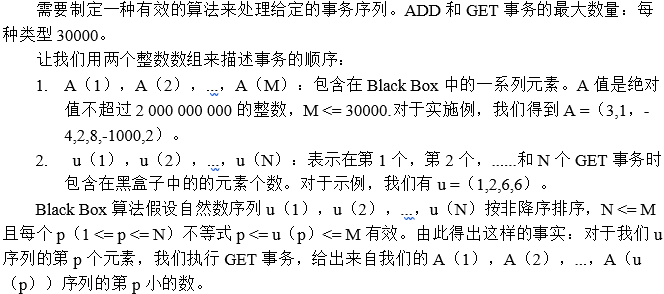 需要制定一种有效的算法来处理给定的事务序列。ADD 和 GET 事务的最大数量：每
种类型 30000。
让我们用两个整数数组来描述事务的顺序：
1. A（1），A（2），...，A（M）：包含在 Black Box 中的一系列元素。A 值是绝对
值不超过 2 000 000 000 的整数，M <= 30000.对于实施例，我们得到 A =（3,1，-
4,2,8,-1000,2）。
2. u（1），u（2），...，u（N）：表示在第 1 个，第 2 个，......和 N 个 GET 事务时
包含在黑盒子中的的元素个数。对于示例，我们有 u =（1,2,6,6）。
Black Box 算法假设自然数序列 u（1），u（2），...，u（N）按非降序排序，N <= M
且每个 p（1 <= p <= N）不等式 p <= u（p）<= M 有效。由此得出这样的事实：对于我们 u
序列的第 p 个元素，我们执行 GET 事务，给出来自我们的 A（1），A（2），...，A（u
（p））序列的第 p 小的数。